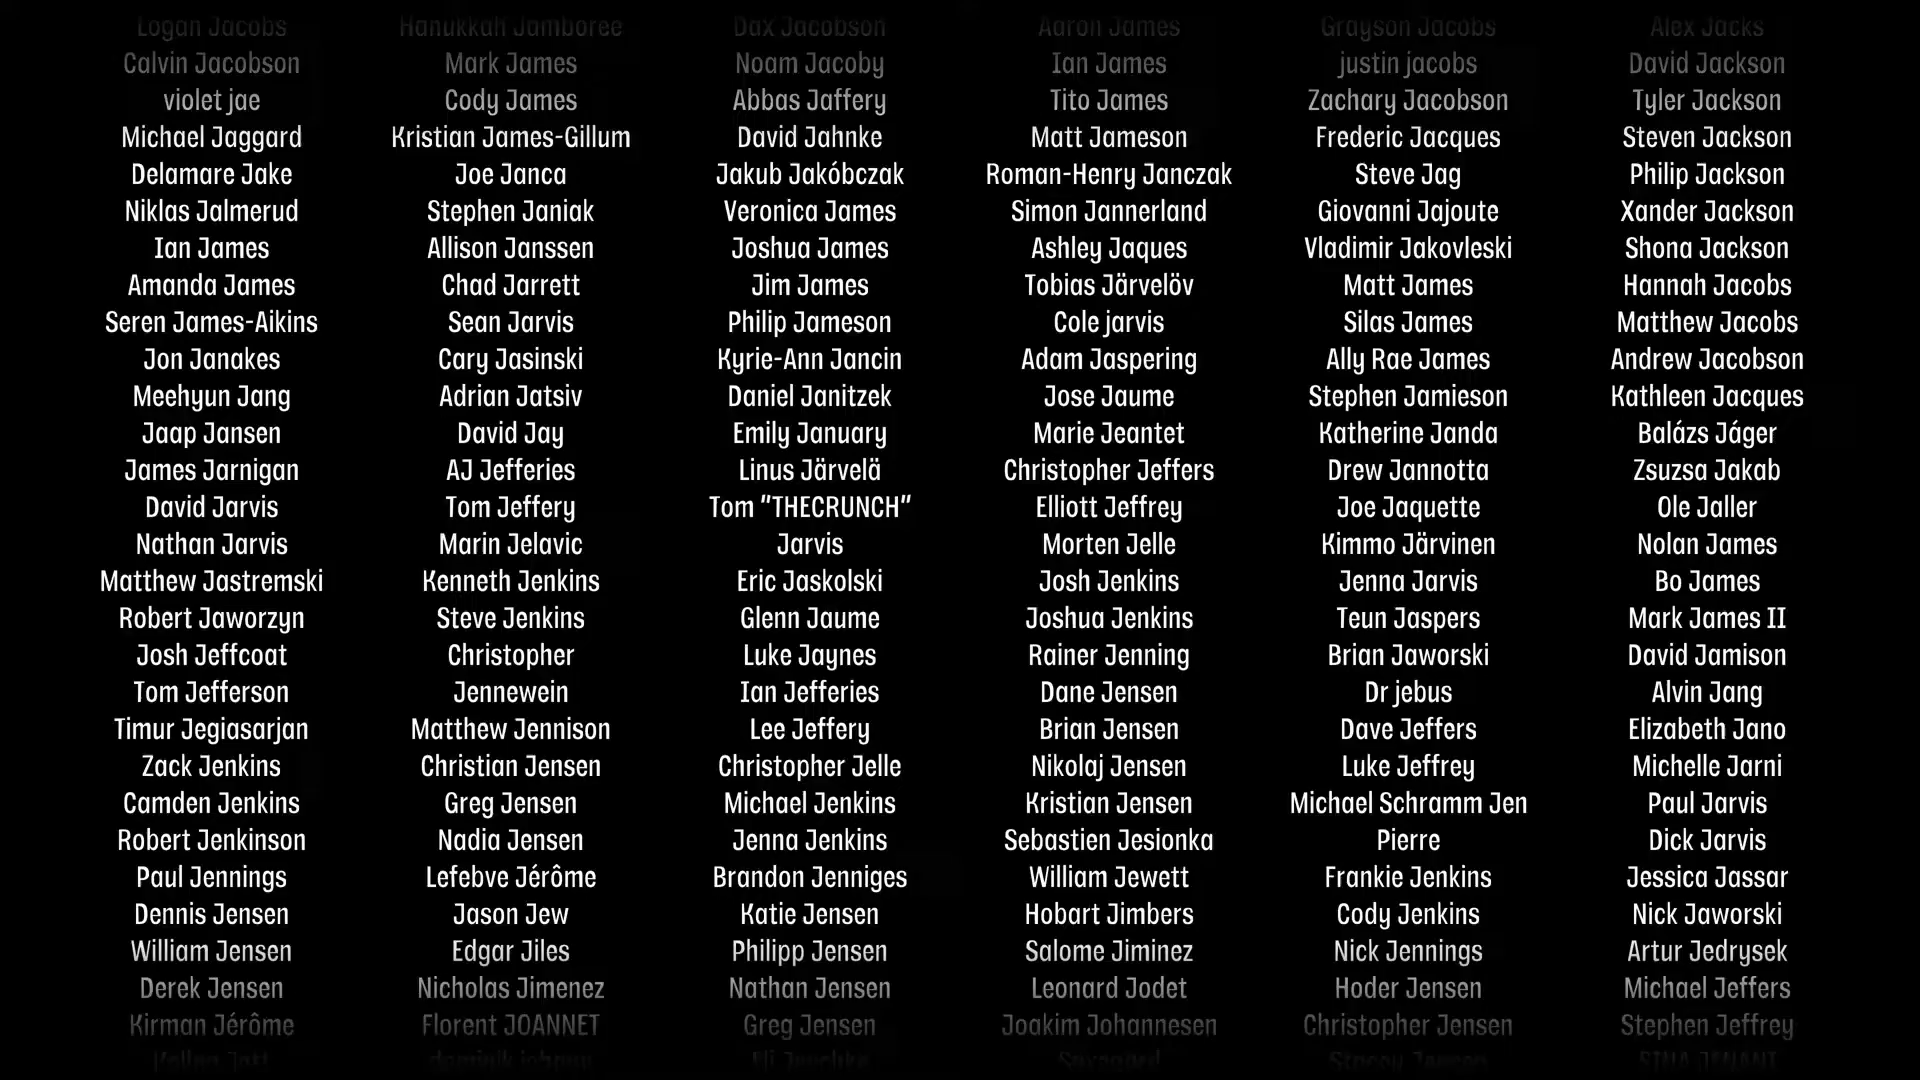 Logan Jacobs
Calvin Jacobson
violet jae
Michael Jaggard
Delamare Jake
Niklas Jalmerud
Ian James
Amanda James
Seren James-Aikins
Jon Janakes
Meehyun Jang
Jaap Jansen
James Jarnigan
David Jarvis
Nathan Jarvis
Matthew Jastremski
Robert Jaworzyn
Josh Jeffcoat
Tom Jefferson
Timur Jegiasarjan
Zack Jenkins
Camden Jenkins
Robert Jenkinson
Paul Jennings
Dennis Jensen
William Jensen
Derek Jensen
Kirman Jérôme
Hanukkah Jamboree
Mark James
Cody James
Kristian James-Gillum
Joe Janca
Stephen Janiak
Allison Janssen
Chad Jarrett
Sean Jarvis
Cary Jasinski
Adrian Jatsiv
David Jay
AJ Jefferies
Tom Jeffery
Marin Jelavic
Kenneth Jenkins
Steve Jenkins
Christopher
Jennewein
Matthew Jennison
Christian Jensen
Greg Jensen
Nadia Jensen
Lefebve Jérôme
Jason Jew
Edgar Jiles
Nicholas Jimenez
Florent JOANNET
Dax Jacobson
Noam Jacoby
Abbas Jaffery
David Jahnke
Jakub Jakóbczak
Veronica James
Joshua James
Jim James
Philip Jameson
Kyrie-Ann Jancin
Daniel Janitzek
Emily January
Linus Järvelä
Tom "THECRUNCH"
Jarvis
Eric Jaskolski
Glenn Jaume
Luke Jaynes
Ian Jefferies
Lee Jeffery
Christopher Jelle
Michael Jenkins
Jenna Jenkins
Brandon Jenniges
Katie Jensen
Philipp Jensen
Nathan Jensen
Greg Jensen
Aaron James
Ian James
Tito James
Matt Jameson
Roman-Henry Janczak
Simon Jannerland
Ashley Jaques
Tobias Järvelöv
Cole jarvis
Adam Jaspering
Jose Jaume
Marie Jeantet
Christopher Jeffers
Elliott Jeffrey
Morten Jelle
Josh Jenkins
Joshua Jenkins
Rainer Jenning
Dane Jensen
Brian Jensen
Nikolaj Jensen
Kristian Jensen
Sebastien Jesionka
William Jewett
Hobart Jimbers
Salome Jiminez
Leonard Jodet
Joakim Johannesen
Grayson Jacobs
justin jacobs
Zachary Jacobson
Frederic Jacques
Steve Jag
Giovanni Jajoute
Vladimir Jakovleski
Matt James
Silas James
Ally Rae James
Stephen Jamieson
Katherine Janda
Drew Jannotta
Joe Jaquette
Kimmo Järvinen
Jenna Jarvis
Teun Jaspers
Brian Jaworski
Dr jebus
Dave Jeffers
Luke Jeffrey
Michael Schramm Jen
Pierre
Frankie Jenkins
Cody Jenkins
Nick Jennings
Hoder Jensen
Christopher Jensen
Alex Jacks
David Jackson
Tyler Jackson
Steven Jackson
Philip Jackson
Xander Jackson
Shona Jackson
Hannah Jacobs
Matthew Jacobs
Andrew Jacobson
Kathleen Jacques
Balázs Jáger
Zsuzsa Jakab
Ole Jaller
Nolan James
Bo James
Mark James II
David Jamison
Alvin Jang
Elizabeth Jano
Michelle Jarni
Paul Jarvis
Dick Jarvis
Jessica Jassar
Nick Jaworski
Artur Jedrysek
Michael Jeffers
Stephen Jeffrey